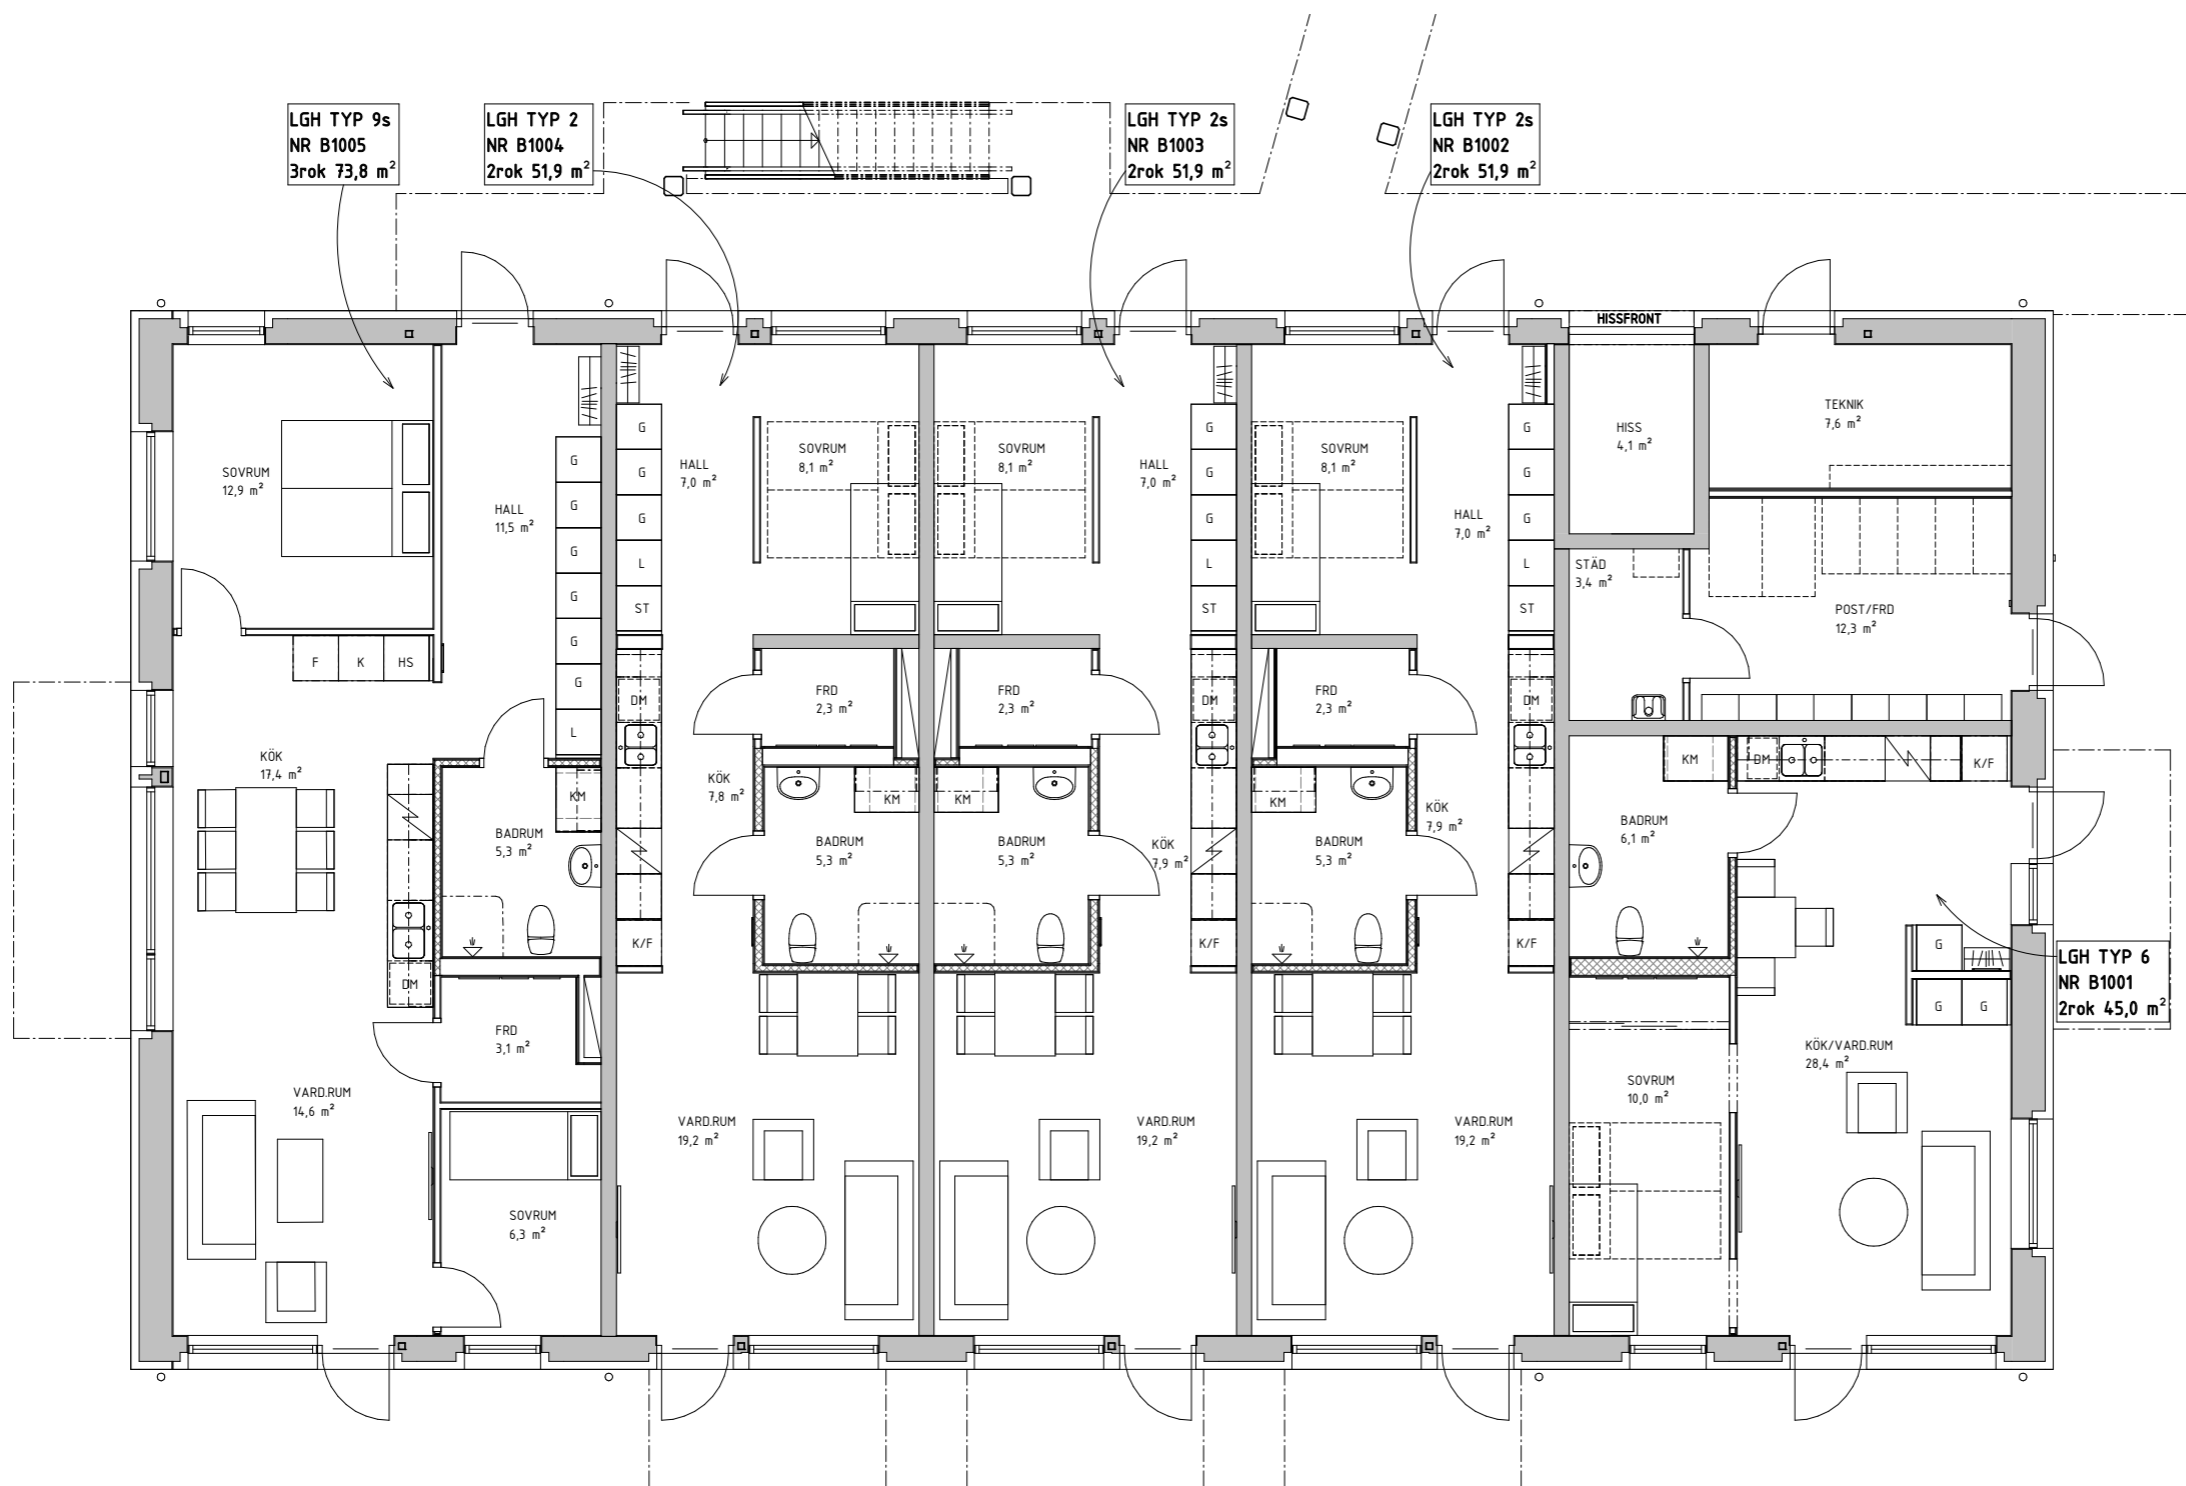 LGH TYP 9s
NR B1005
3rok 73,8 m²
LGH TYP 2
NR B1004
2rok 51,9 m²
LGH TYP 2s
NR B1003
2rok 51,9 m²
LGH TYP 2s
NR B1002
2rok 51,9 m²
HISSFRONT
SOVRUM
12,9 m²
HALL
11,5 m²
G
G
G
G
G
G
L
F
K
HS
KÖK
17,4 m²
BADRUM
5,3 m²
KM
DM
FRD
3,1 m²
VARD.RUM
14,6 m²
SOVRUM
6,3 m²
G
G
G
L
ST
HALL
7,0 m²
SOVRUM
8,1 m²
FRD
2,3 m²
DM
KÖK
7,8 m²
KM
BADRUM
5,3 m²
K/F
VARD.RUM
19,2 m²
SOVRUM
8,1 m²
HALL
7,0 m²
G
G
G
L
ST
FRD
2,3 m²
DM
KM
BADRUM
5,3 m²
KÖK
7,9 m²
K/F
VARD.RUM
19,2 m²
SOVRUM
8,1 m²
HALL
7,0 m²
G
G
G
L
ST
FRD
2,3 m²
DM
KM
KÖK
7,9 m²
BADRUM
5,3 m²
K/F
VARD.RUM
19,2 m²
HISS
4,1 m²
TEKNIK
7,6 m²
STÄD
3,4 m²
POST/FRD
12,3 m²
KM
DM
K/F
BADRUM
6,1 m²
G
G
G
LGH TYP 6
NR B1001
2rok 45,0 m²
KÖK/VARD.RUM
28,4 m²
SOVRUM
10,0 m²